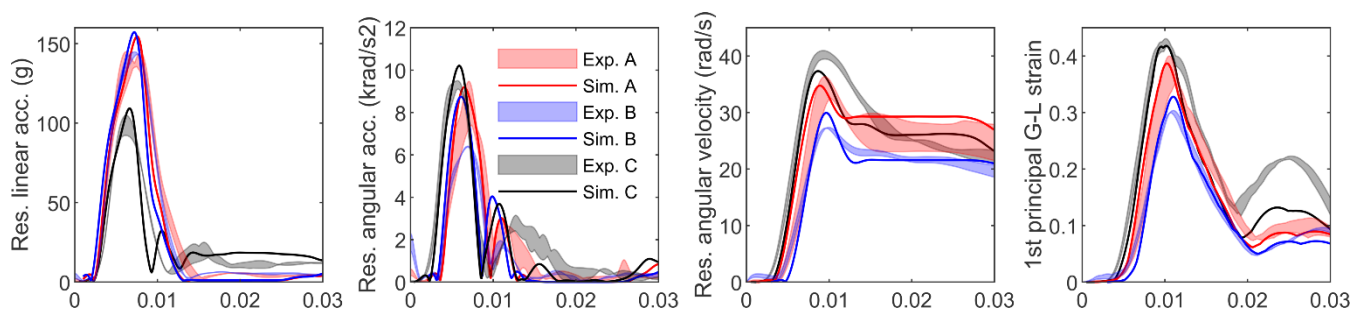 Res. linear acc. (g)
150
100
50
0
0 0.01 0.02 0.03
Res. angular acc. (krad/s2)
12
10
8
6
4
2
0
0 0.01 0.02 0.03
Exp. A
Sim. A
Exp. B
Sim. B
Exp. C
Sim. C
Res. angular velocity (rad/s)
40
30
20
10
0
0 0.01 0.02 0.03
1st principal G-L strain
0.4
0.3
0.2
0.1
0
0 0.01 0.02 0.03